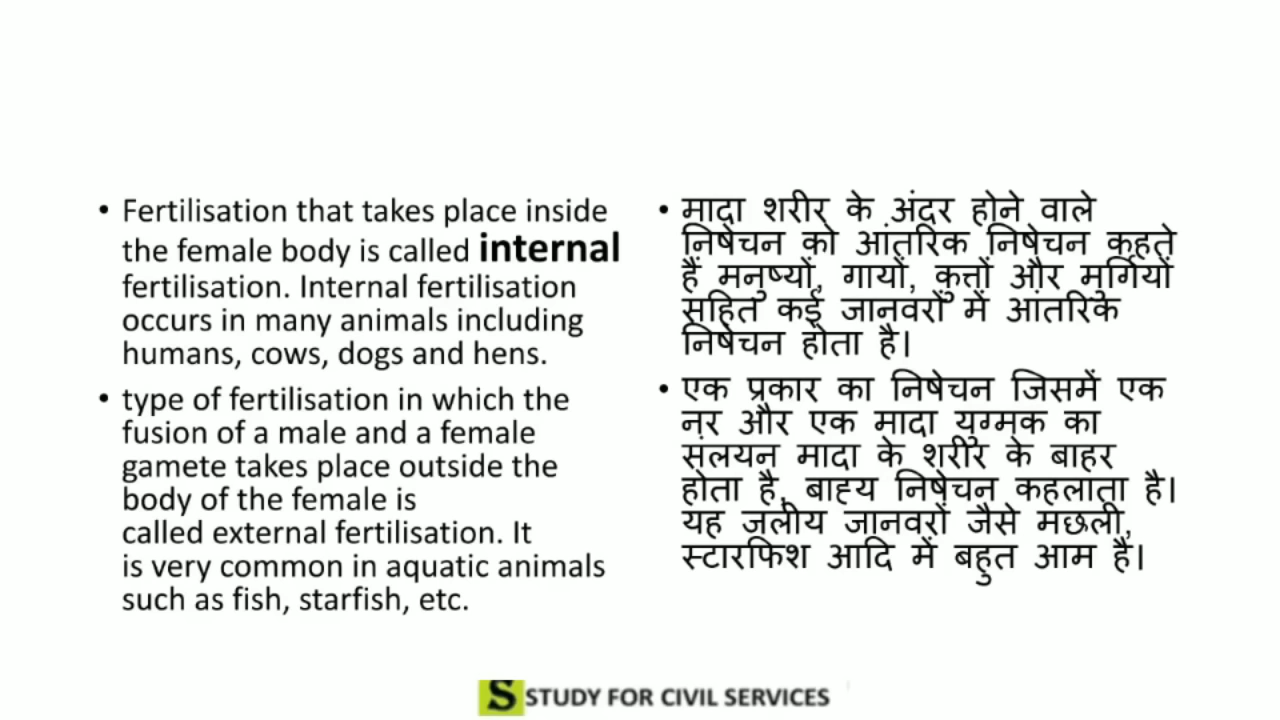 • Fertilisation that takes place inside
the female body is called internal
fertilisation. Internal fertilisation
occurs in many animals including
humans, cows, dogs and hens.
• type of fertilisation in which the
fusion of a male and a female
gamete takes place outside the
body of the female is
called external fertilisation. It
is very common in aquatic animals
such as fish, starfish, etc.
• मादा शरीर के अंदर होने वाले
निषेचन को आंतरिक निषेचन कहते
हैं मनुष्यों, गायों, कुत्तों और मुर्गियों
सहित कई जानवरों में आंतरिके
निषेचन होता है।
• एक प्रकार का निषेचन जिसमें एक
नर और एक मादा युग्मक का
संलयन मादा के शरीर के बाहर
होता है, बाह्य निषेचन कहलाता है।
यह जलीय जानवरों जैसे मछली,
स्टारफिश आदि में बहुत आम है।
S STUDY FOR CIVIL SERVICES